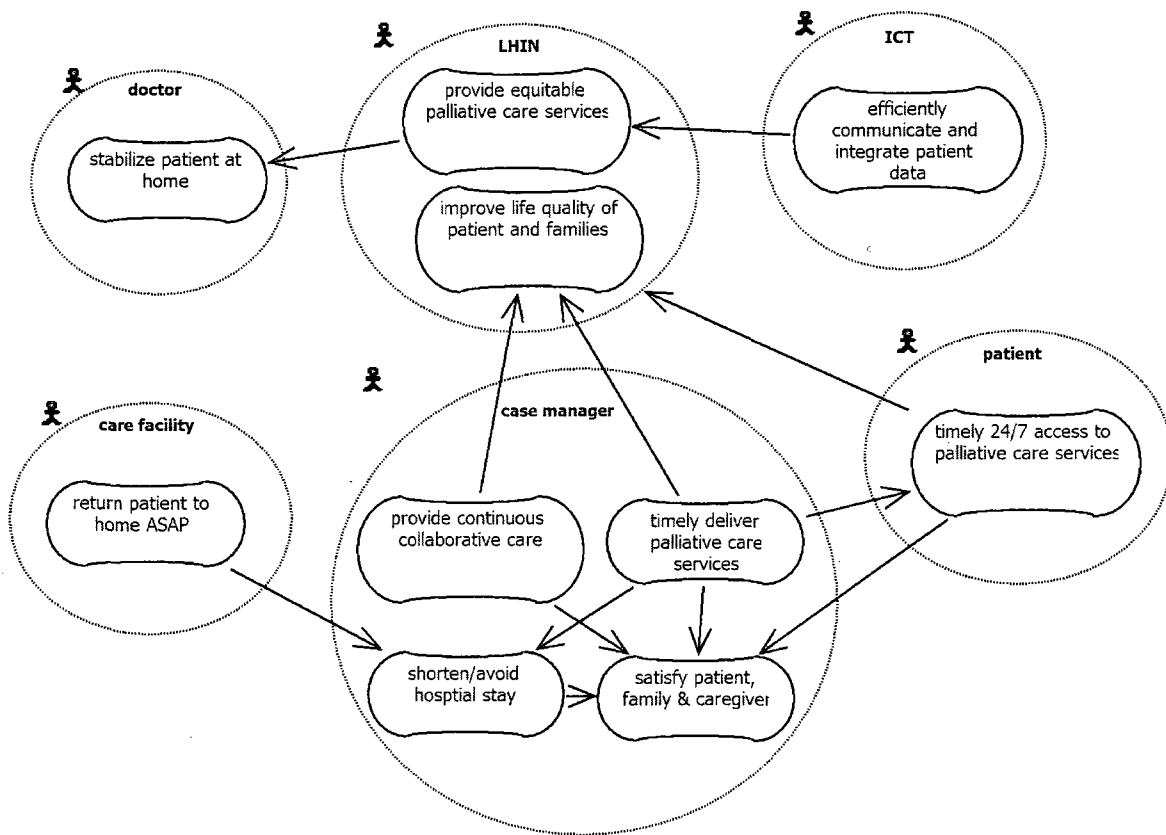 LHIN
ICT
doctor
provide equitable
palliative care services
efficiently
communicate and
integrate patient
data
stabilize patient at
home
improve life quality of
patient and families
patient
case manager
care facility
timely 24/7 access to
palliative care services
return patient to
home ASAP
provide continuous
collaborative care
timely deliver
palliative care
services
shorten/avoid
hosptial stay
satisfy patient,
family & caregiver